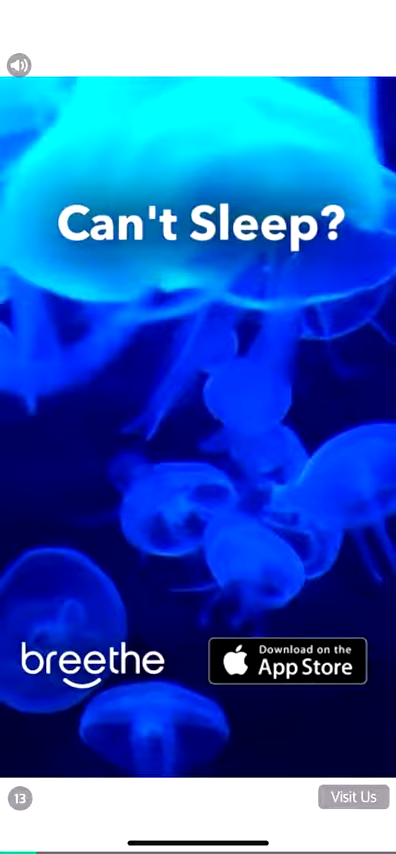 Can't Sleep?
breethe
Download on the
App Store
13
Visit Us